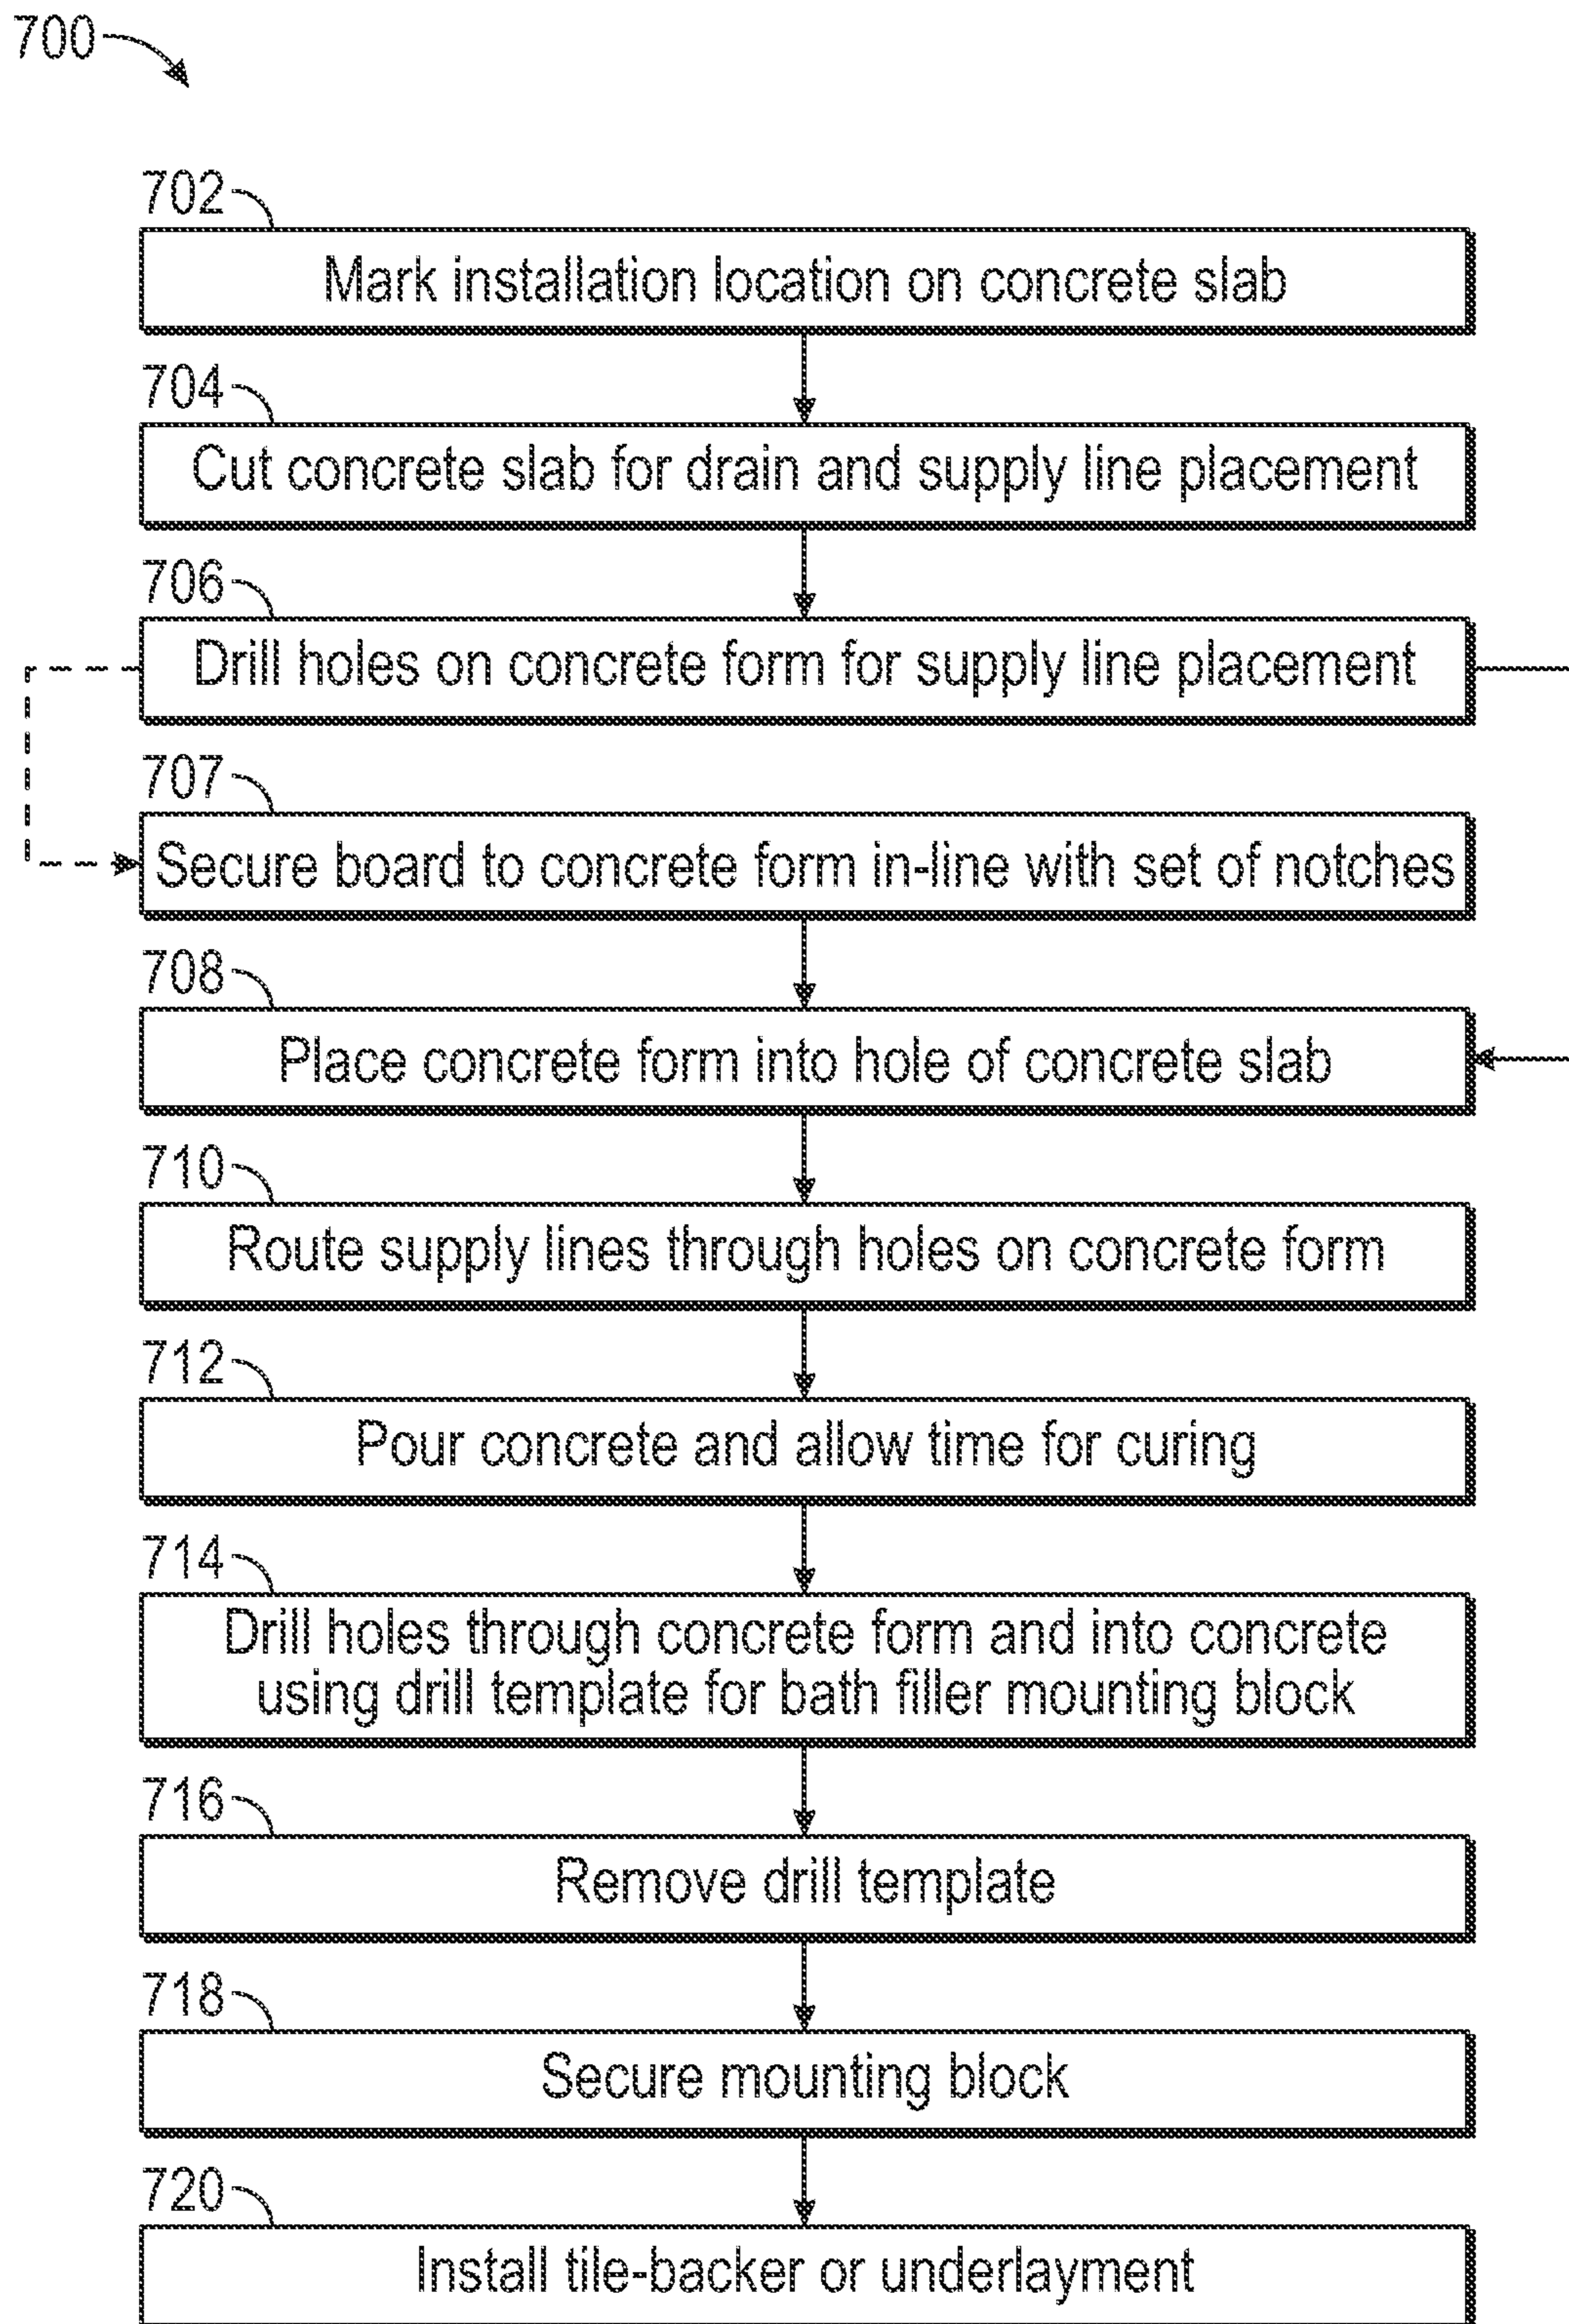 700
702
Mark installation location on concrete slab
704
Cut concrete slab for drain and supply line placement
706
Drill holes on concrete form for supply line placement
707
Secure board to concrete form in-line with set of notches
708
Place concrete form into hole of concrete slab
710
Route supply lines through holes on concrete form
712
Pour concrete and allow time for curing
714
Drill holes through concrete form and into concrete
using drill template for bath filler mounting block
716
Remove drill template
718
Secure mounting block
720
Install tile-backer or underlayment